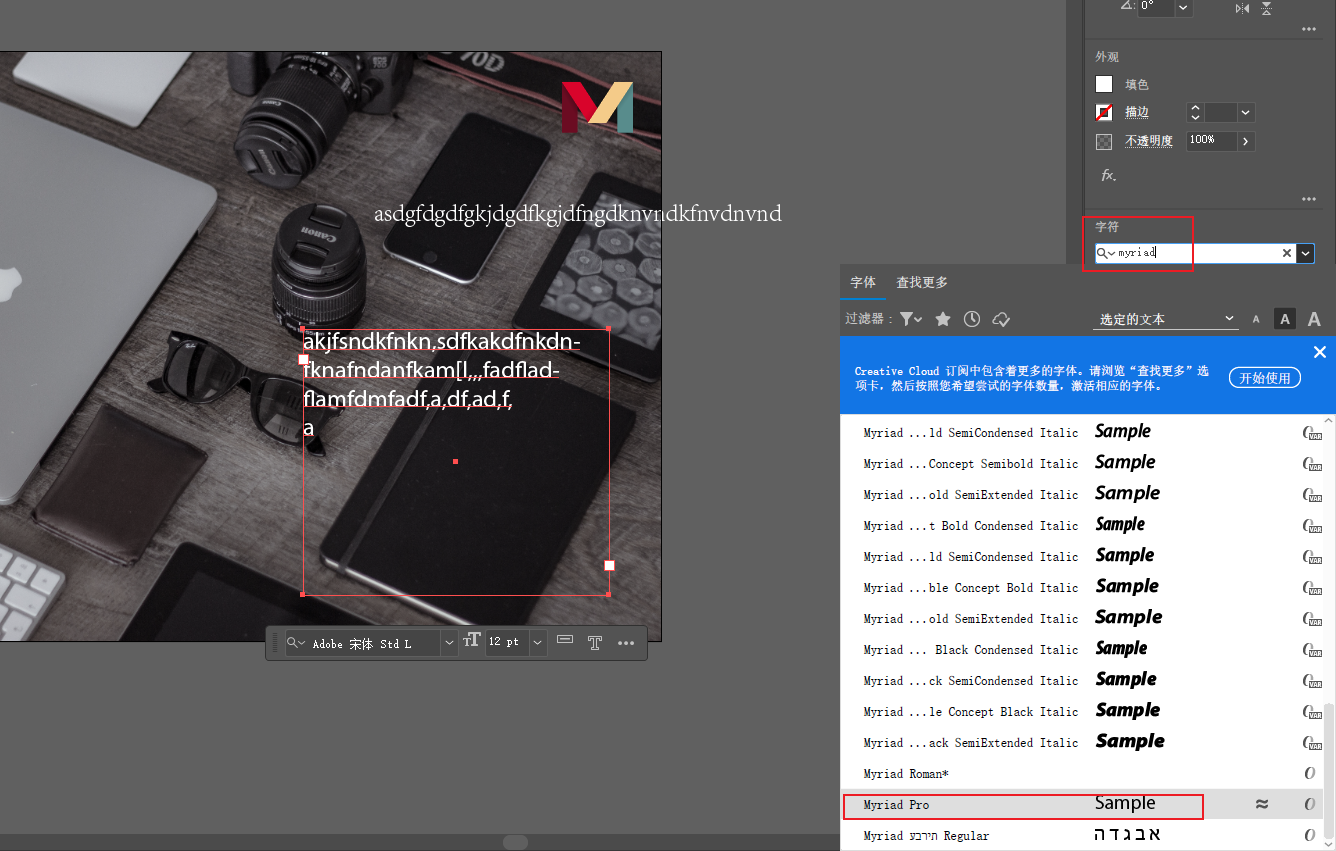 0°
外观
填色
描边
不透明度
100%
fx.
字符
myriad
70D
Canon
Canon
asdgfdgdfgkjdgdfkgjdfngdknvndkfnvdnvnd
akjfsndkfnkn,sdfkakdfnkdn-
fknafndanfkam[l,,,fadflad-
flamfdmfadf,a,df,ad,f,
a
Adobe 宋体 Std L
12 pt
字体
查找更多
过滤器：
选定的文本
A
A
A
Creative Cloud 订阅中包含着更多的字体。请浏览“查找更多”选
项卡，然后按照您希望尝试的字体数量，激活相应的字体。
开始使用
Myriad ...ld SemiCondensed Italic Sample
Myriad ...Concept Semibold Italic Sample
Myriad ...old SemiExtended Italic Sample
Myriad ...t Bold Condensed Italic Sample
Myriad ...ld SemiCondensed Italic Sample
Myriad ...ble Concept Bold Italic Sample
Myriad ...old SemiExtended Italic Sample
Myriad ... Black Condensed Italic Sample
Myriad ...ck SemiCondensed Italic Sample
Myriad ...le Concept Black Italic Sample
Myriad ...ack SemiExtended Italic Sample
Myriad Roman*
Myriad Pro Sample
Myriad עברית Regular אבגדה